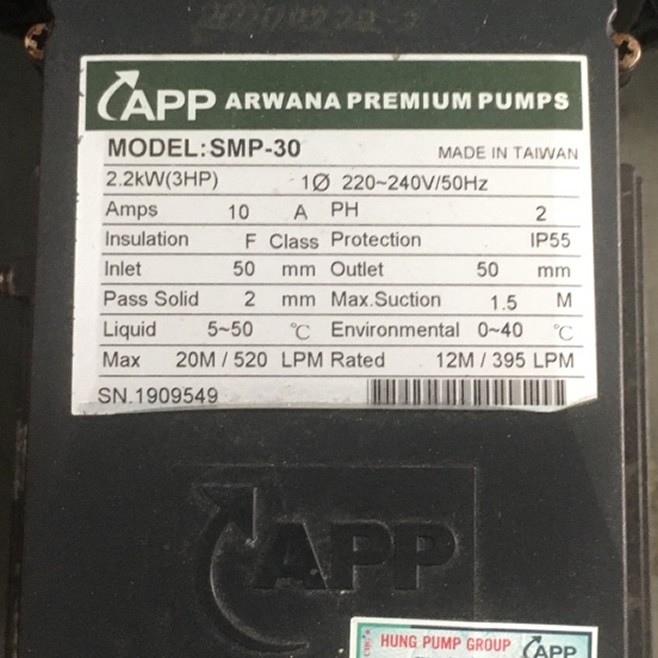 APP ARWANA PREMIUM PUMPS
MODEL:SMP-30 MADE IN TAIWAN
2.2kW(3HP) 1Ø 220~240V/50Hz
Amps 10 A PH 2
Insulation F Class Protection IP55
Inlet 50 mm Outlet 50 mm
Pass Solid 2 mm Max.Suction 1.5 M
Liquid 5~50 ℃ Environmental 0~40 ℃
Max 20M / 520 LPM Rated 12M / 395 LPM
SN.1909549
APP
HUNG PUMP GROUP APP